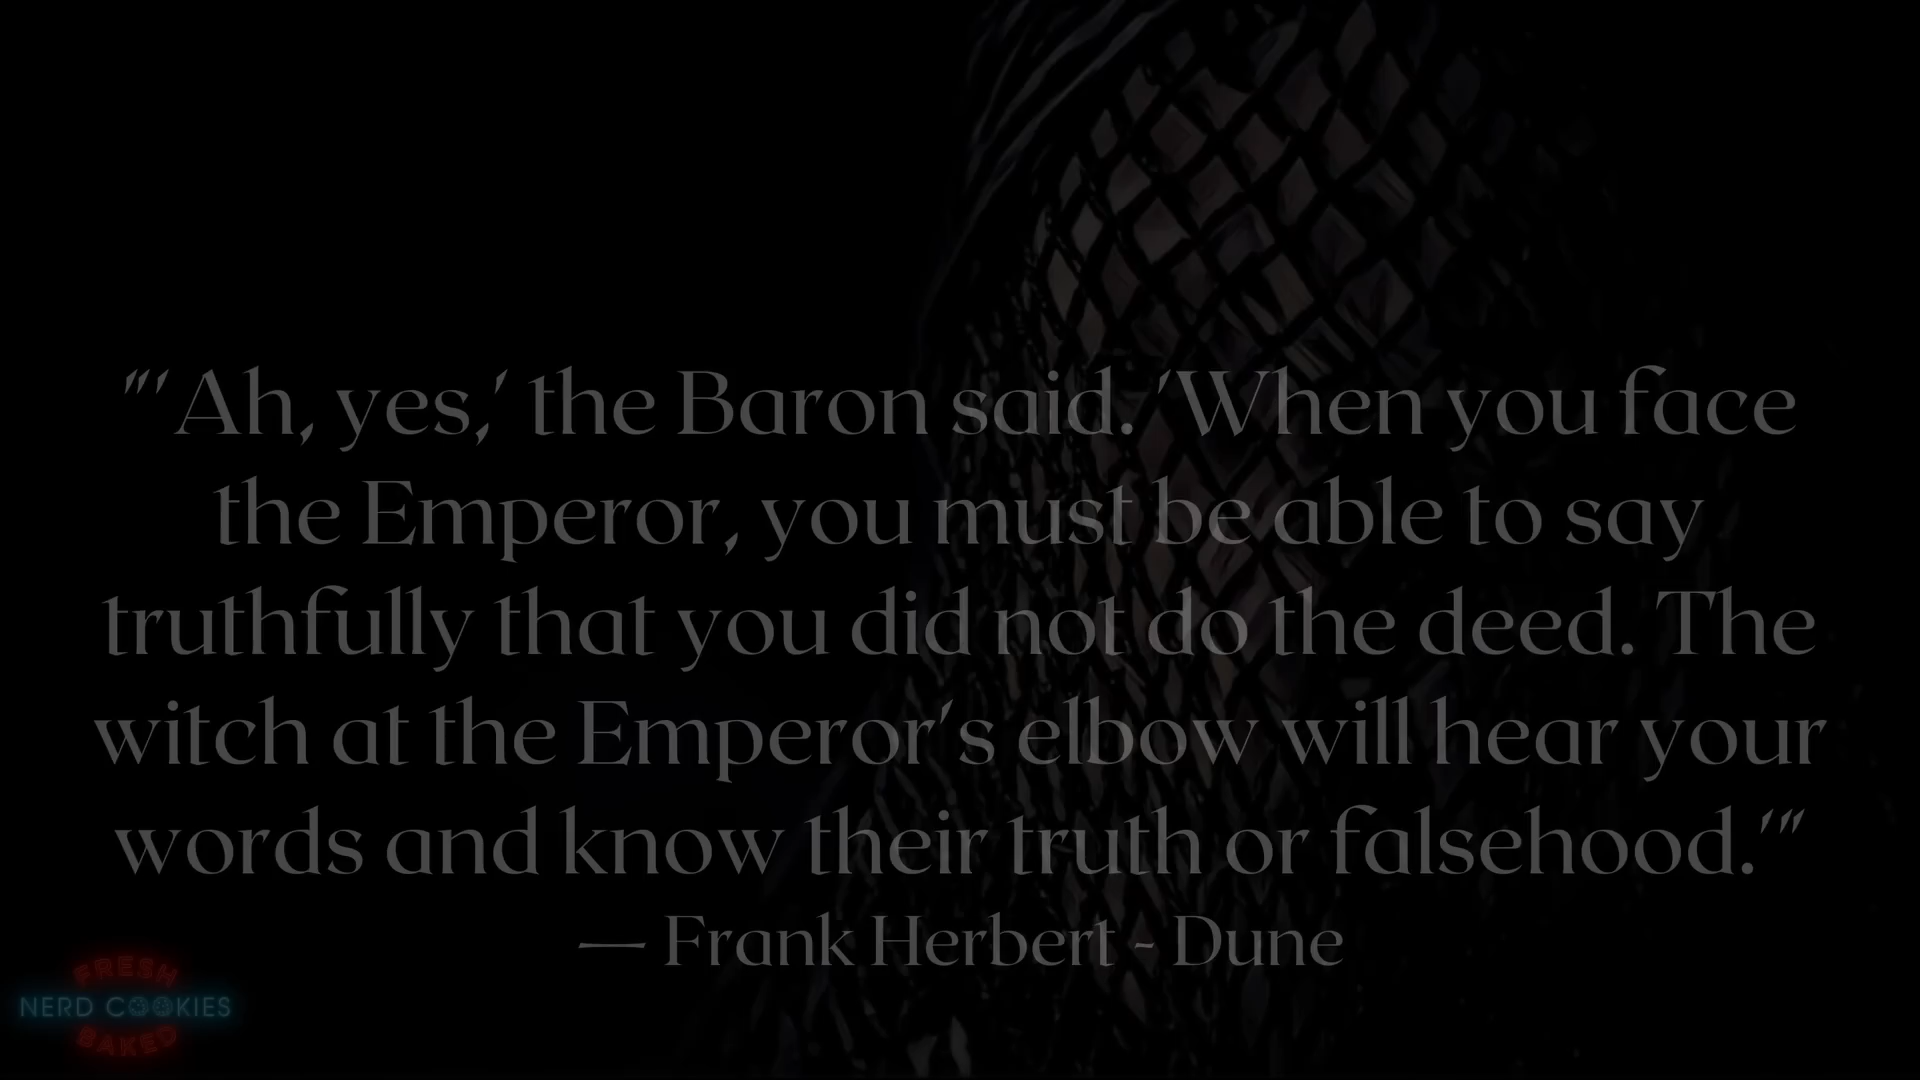 "'Ah, yes,' the Baron said. 'When you face
the Emperor, you must be able to say
truthfully that you did not do the deed. The
witch at the Emperor's elbow will hear your
words and know their truth or falsehood.'"
— Frank Herbert - Dune
FRESH
NERD COOKIES
BAKED